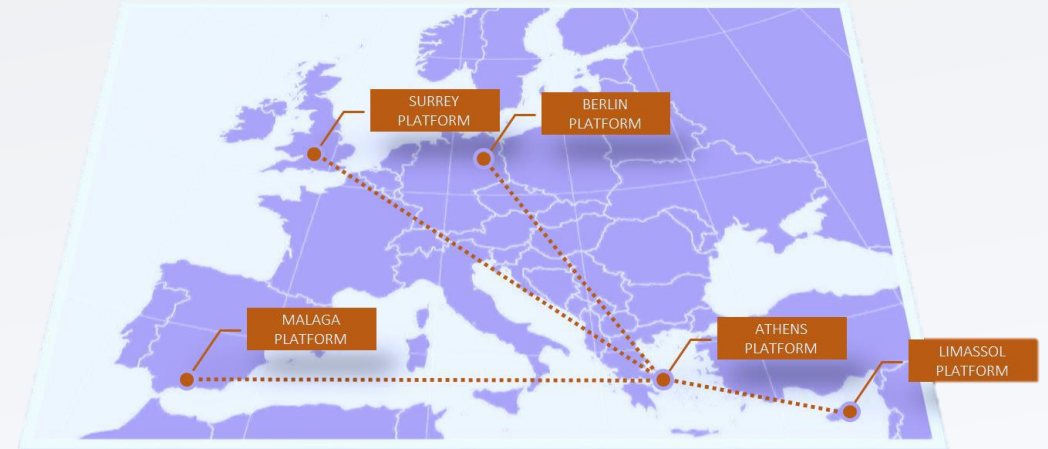 SURREY
PLATFORM
BERLIN
PLATFORM
MALAGA
PLATFORM
ATHENS
PLATFORM
LIMASSOL
PLATFORM